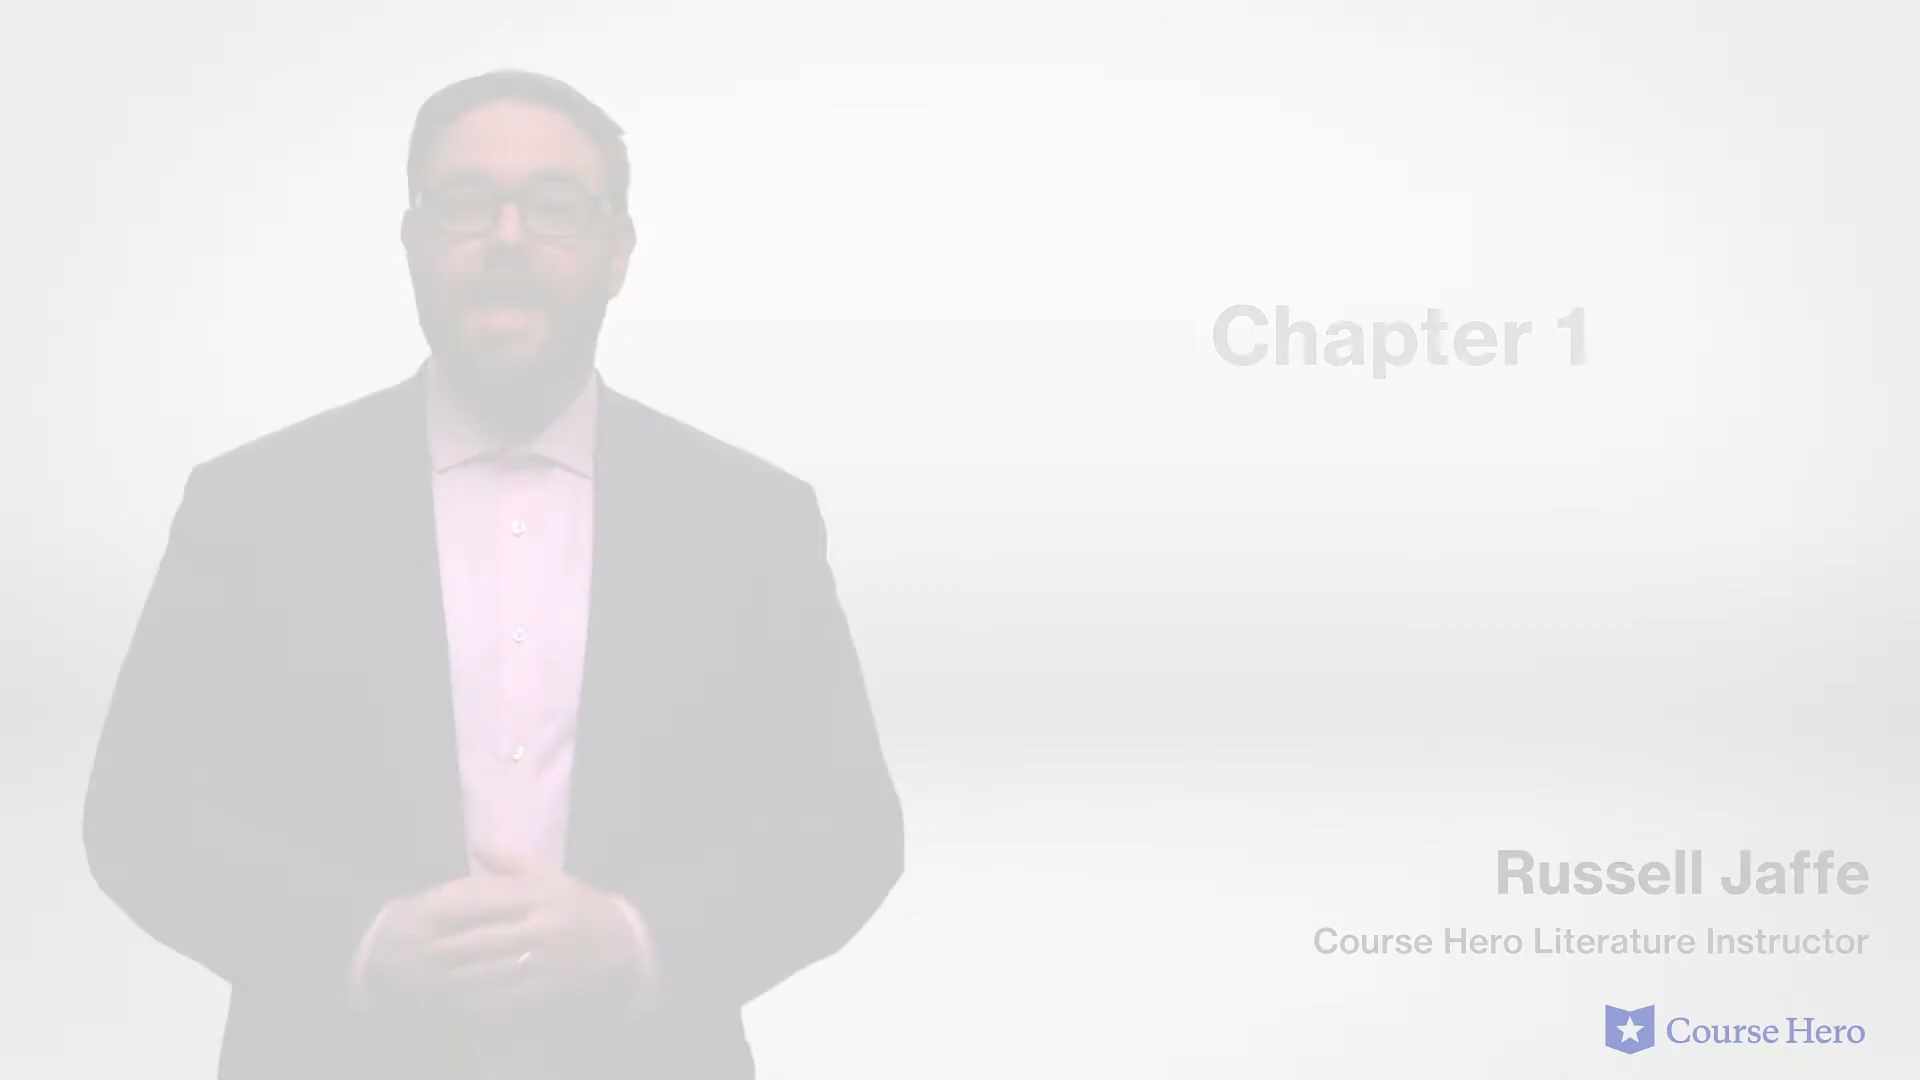 Chapter 1
Russell Jaffe
Course Hero Literature Instructor
Course Hero